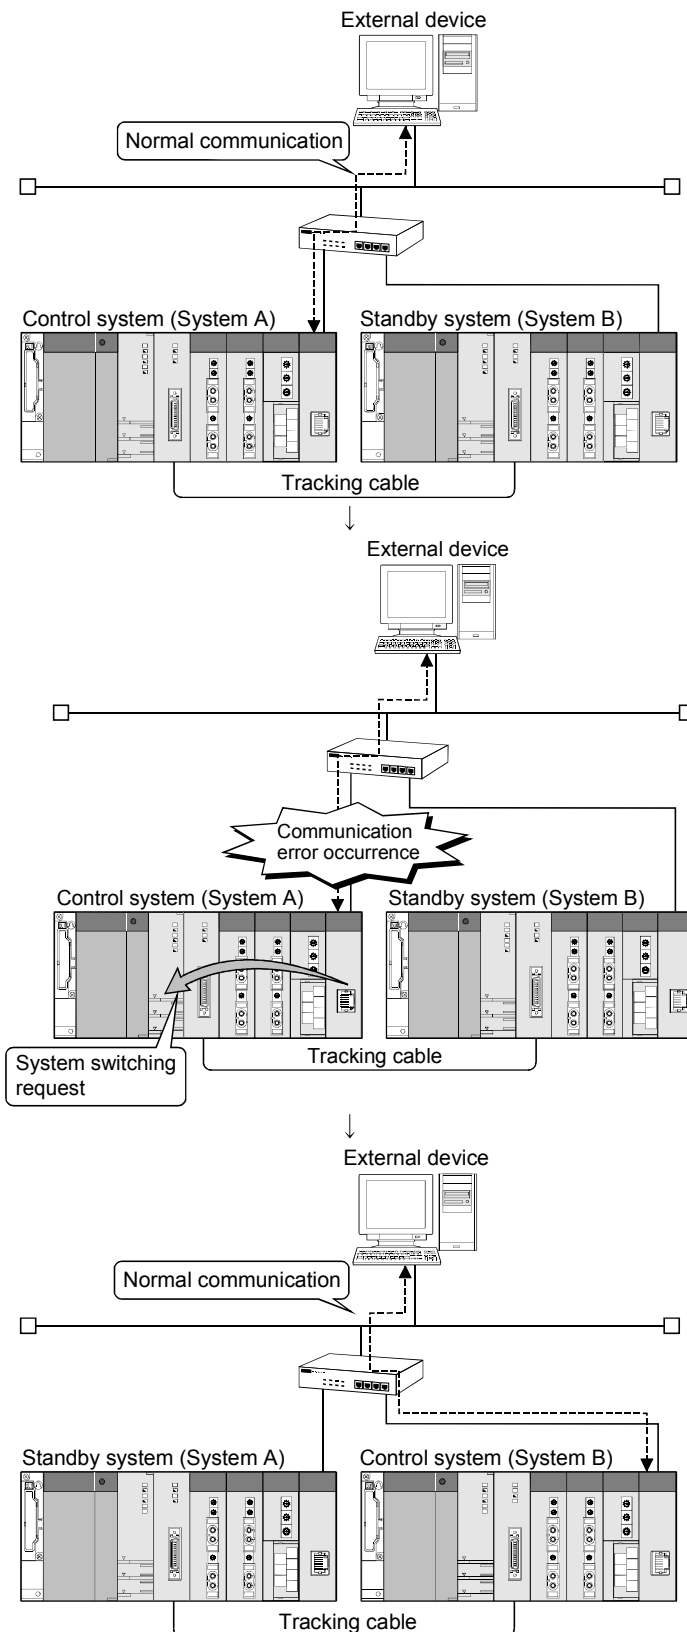 External device
Normal communication
Control system (System A)
Standby system (System B)
Tracking cable
↓
External device
Communication
error occurrence
Control system (System A)
Standby system (System B)
Tracking cable
System switching
request
↓
External device
Normal communication
Standby system (System A)
Control system (System B)
Tracking cable